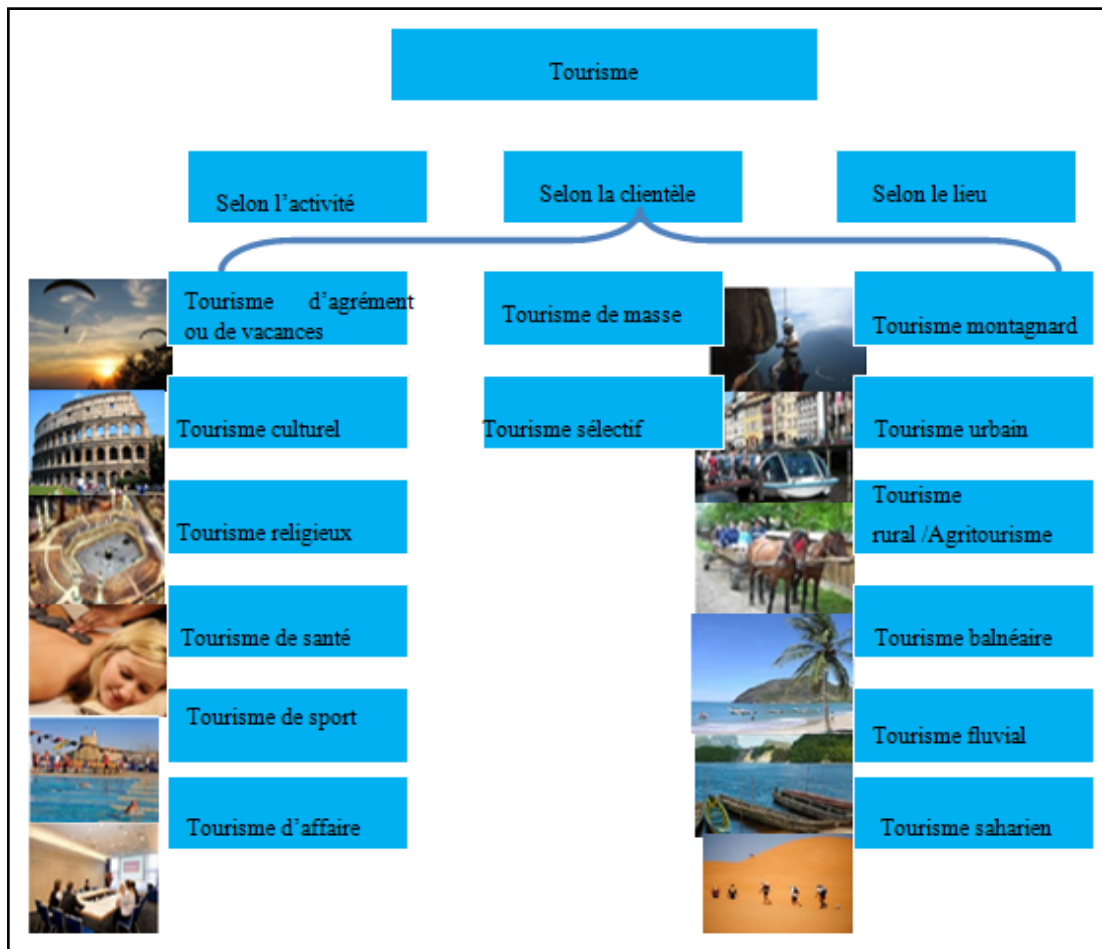 Tourisme
Selon l’activité
Selon la clientèle
Selon le lieu
Tourisme d’agrément
ou de vacances
Tourisme de masse
Tourisme montagnard
Tourisme culturel
Tourisme sélectif
Tourisme urbain
Tourisme religieux
Tourisme
rural /Agritourisme
Tourisme de santé
Tourisme balnéaire
Tourisme de sport
Tourisme fluvial
Tourisme d’affaire
Tourisme saharien